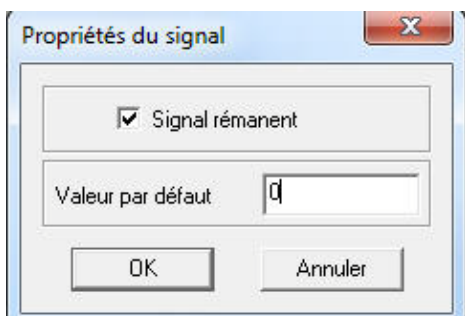 Propriétés du signal
Signal rémanent
Valeur par défaut 0
OK Annuler